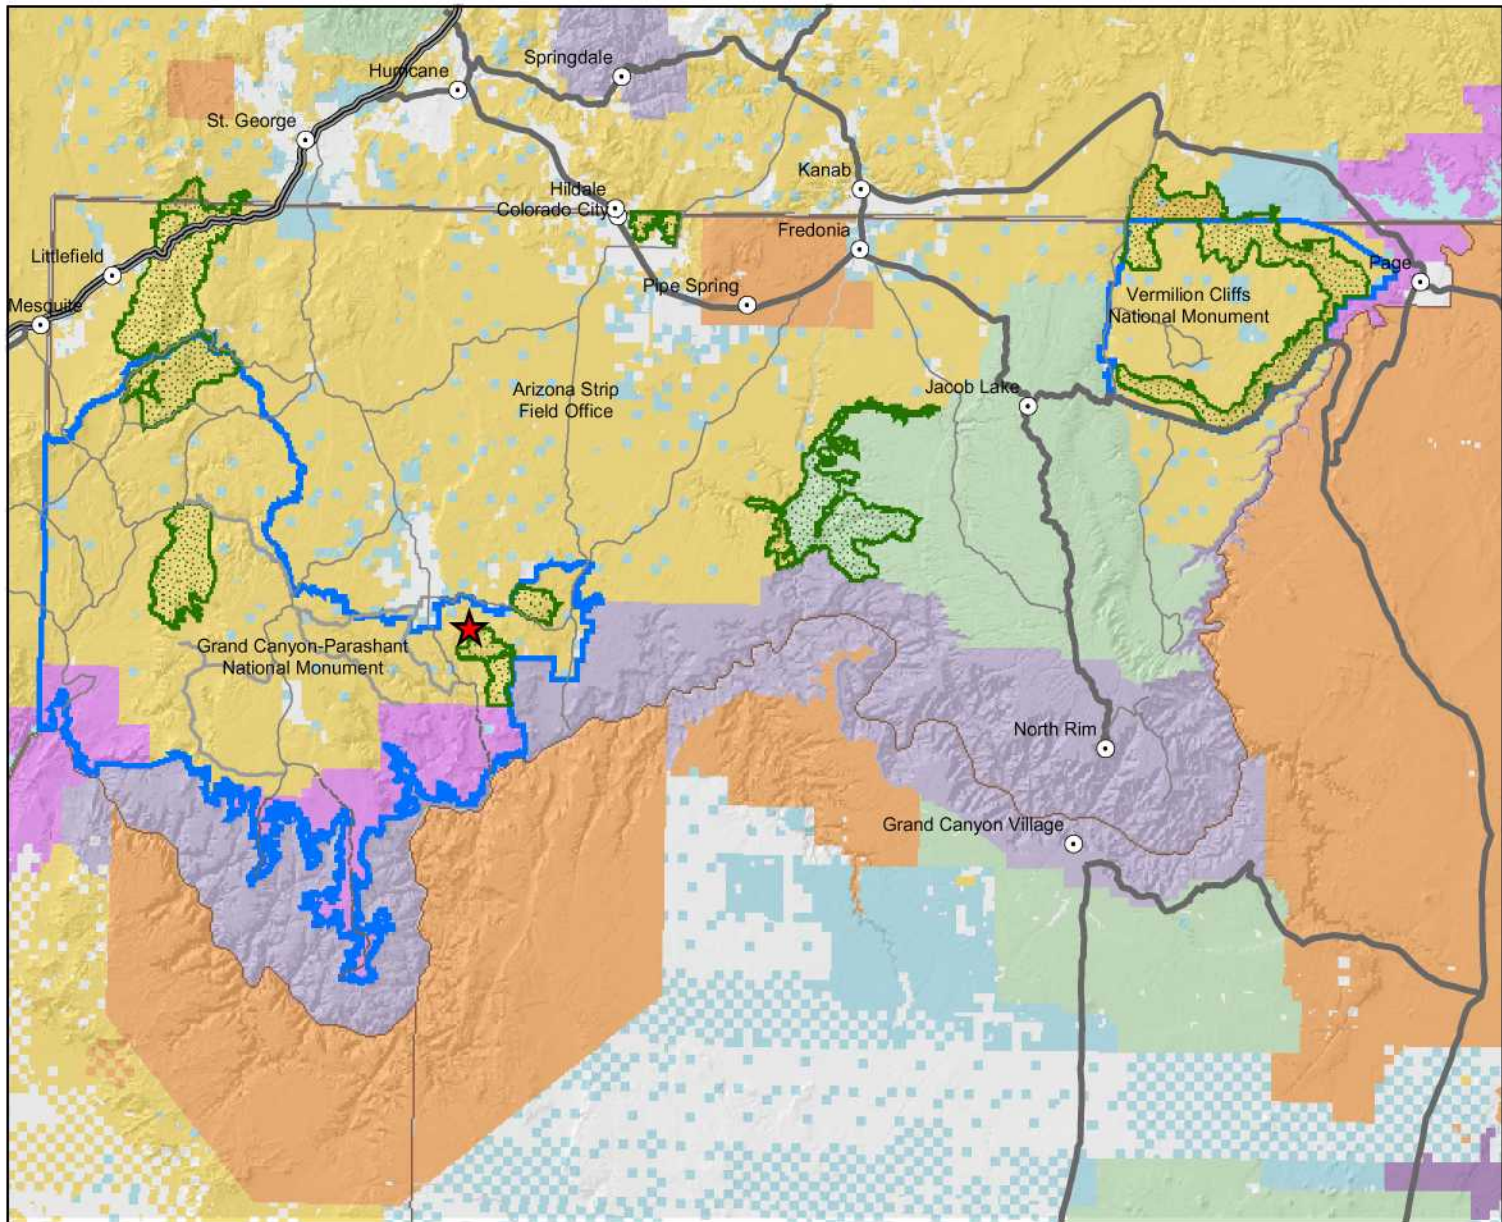 Springdale
Hurricane
St. George
Kanab
Hildale
Colorado City
Fredonia
Littlefield
Page
Pipe Spring
Mesquite
Vermilion Cliffs
National Monument
Arizona Strip
Field Office
Jacob Lake
Grand Canyon-Parashant
National Monument
North Rim
Grand Canyon Village